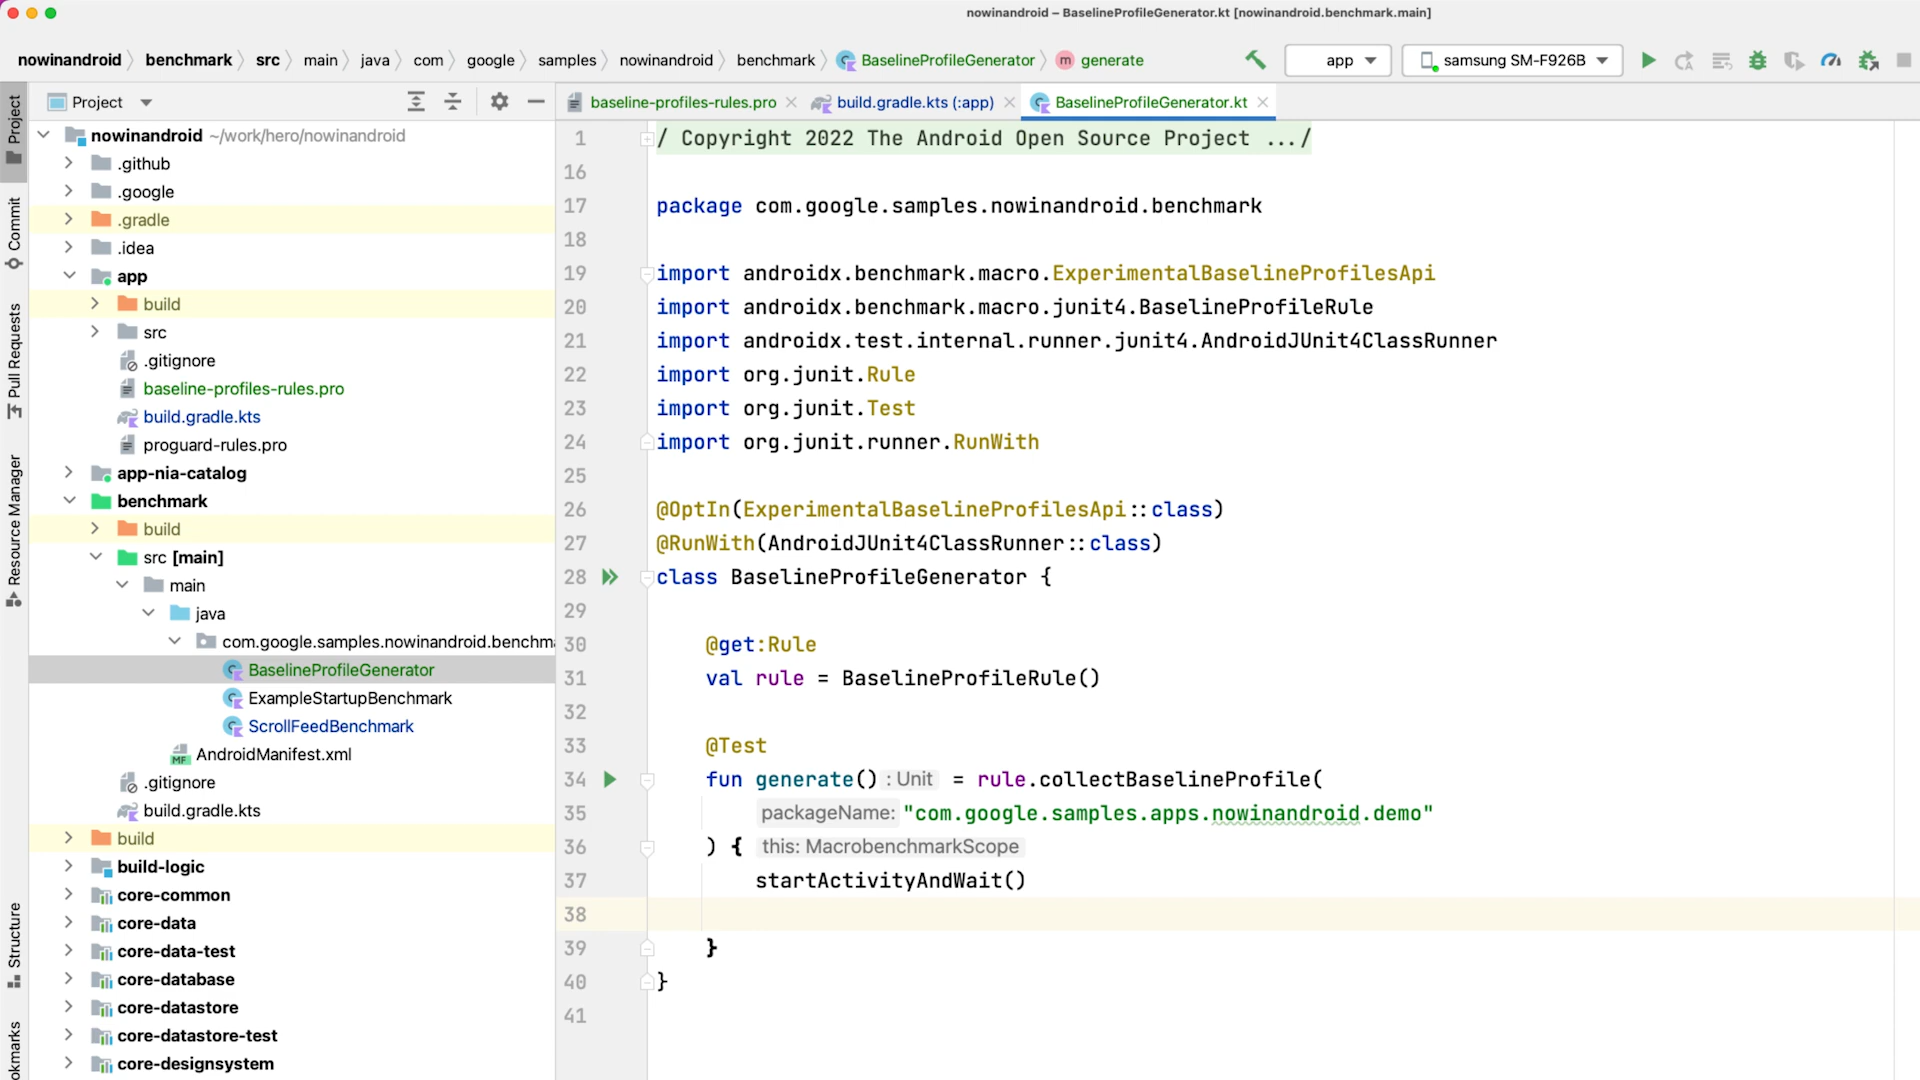 nowinandroid – BaselineProfileGenerator.kt [nowinandroid.benchmark.main]
nowinandroid benchmark src main java com google samples nowinandroid benchmark BaselineProfileGenerator m generate app samsung SM-F926B
Project
baseline-profiles-rules.pro build.gradle.kts (:app) BaselineProfileGenerator.kt
Project
Commit
Pull Requests
Resource Manager
Structure
nowinandroid ~/work/hero/nowinandroid
.github
.google
.gradle
.idea
app
build
src
.gitignore
baseline-profiles-rules.pro
build.gradle.kts
proguard-rules.pro
app-nia-catalog
benchmark
build
src [main]
main
java
com.google.samples.nowinandroid.benchma
BaselineProfileGenerator
ExampleStartupBenchmark
ScrollFeedBenchmark
MF AndroidManifest.xml
.gitignore
build.gradle.kts
build
build-logic
core-common
core-data
core-data-test
core-database
core-datastore
core-datastore-test
core-designsystem
1 / Copyright 2022 The Android Open Source Project .../
16
17 package com.google.samples.nowinandroid.benchmark
18
19 import androidx.benchmark.macro.ExperimentalBaselineProfilesApi
20 import androidx.benchmark.macro.junit4.BaselineProfileRule
21 import androidx.test.internal.runner.junit4.AndroidJUnit4ClassRunner
22 import org.junit.Rule
23 import org.junit.Test
24 import org.junit.runner.RunWith
25
26 @OptIn(ExperimentalBaselineProfilesApi::class)
27 @RunWith(AndroidJUnit4ClassRunner::class)
28 class BaselineProfileGenerator {
29
30 @get:Rule
31 val rule = BaselineProfileRule()
32
33 @Test
34 fun generate() : Unit = rule.collectBaselineProfile(
35 packageName: "com.google.samples.apps.nowinandroid.demo"
36 ) { this: MacrobenchmarkScope
37 startActivityAndWait()
38
39 }
40 }
41